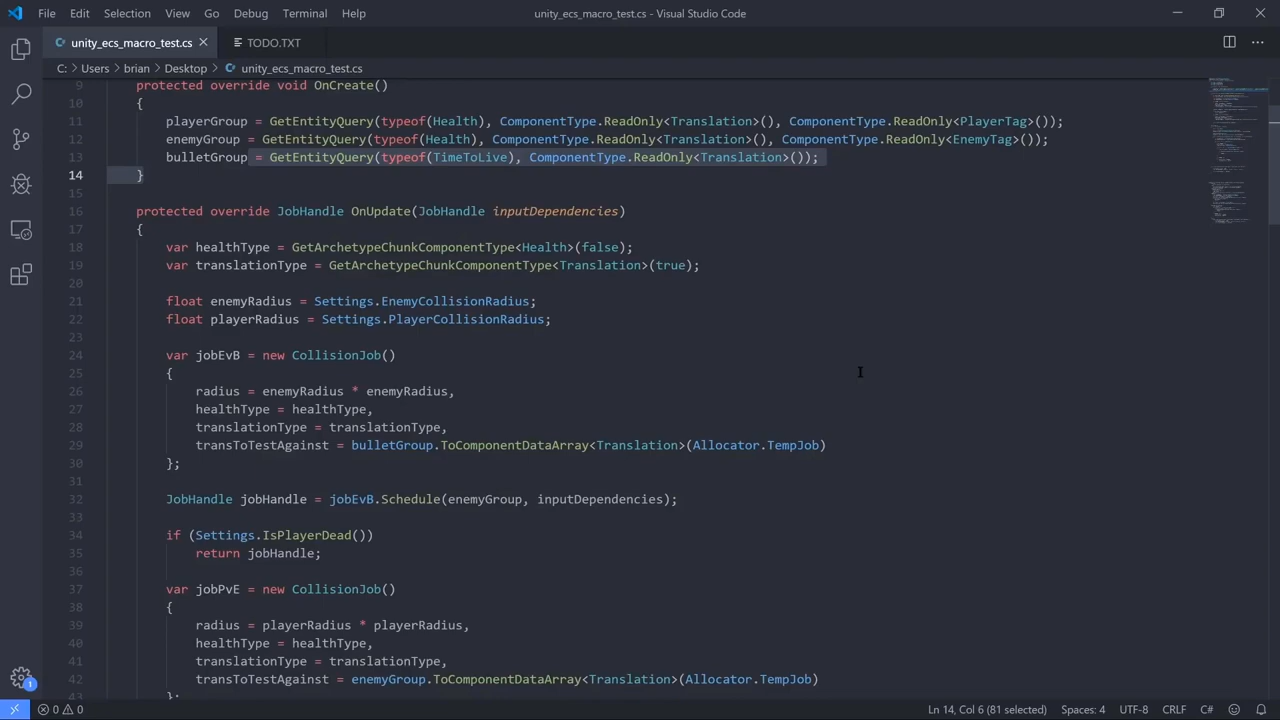 File Edit Selection View Go Debug Terminal Help unity_ecs_macro_test.cs - Visual Studio Code
unity_ecs_macro_test.cs TODO.TXT
C: > Users > brian > Desktop > unity_ecs_macro_test.cs
9 protected override void OnCreate()
10 {
11 playerGroup = GetEntityQuery(typeof(Health), ComponentType.ReadOnly<Translation>(), ComponentType.ReadOnly<PlayerTag>());
12 enemyGroup = GetEntityQuery(typeof(Health), ComponentType.ReadOnly<Translation>(), ComponentType.ReadOnly<EnemyTag>());
13 bulletGroup = GetEntityQuery(typeof(TimeToLive), ComponentType.ReadOnly<Translation>());
14 }
15
16 protected override JobHandle OnUpdate(JobHandle inputDependencies)
17 {
18 var healthType = GetArchetypeChunkComponentType<Health>(false);
19 var translationType = GetArchetypeChunkComponentType<Translation>(true);
20
21 float enemyRadius = Settings.EnemyCollisionRadius;
22 float playerRadius = Settings.PlayerCollisionRadius;
23
24 var jobEvB = new CollisionJob()
25 {
26 radius = enemyRadius * enemyRadius,
27 healthType = healthType,
28 translationType = translationType,
29 transToTestAgainst = bulletGroup.ToComponentDataArray<Translation>(Allocator.TempJob)
30 };
31
32 JobHandle jobHandle = jobEvB.Schedule(enemyGroup, inputDependencies);
33
34 if (Settings.IsPlayerDead())
35 return jobHandle;
36
37 var jobPvE = new CollisionJob()
38 {
39 radius = playerRadius * playerRadius,
40 healthType = healthType,
41 translationType = translationType,
42 transToTestAgainst = enemyGroup.ToComponentDataArray<Translation>(Allocator.TempJob)
43 };
1
0 0 Ln 14, Col 6 (81 selected) Spaces: 4 UTF-8 CRLF C#